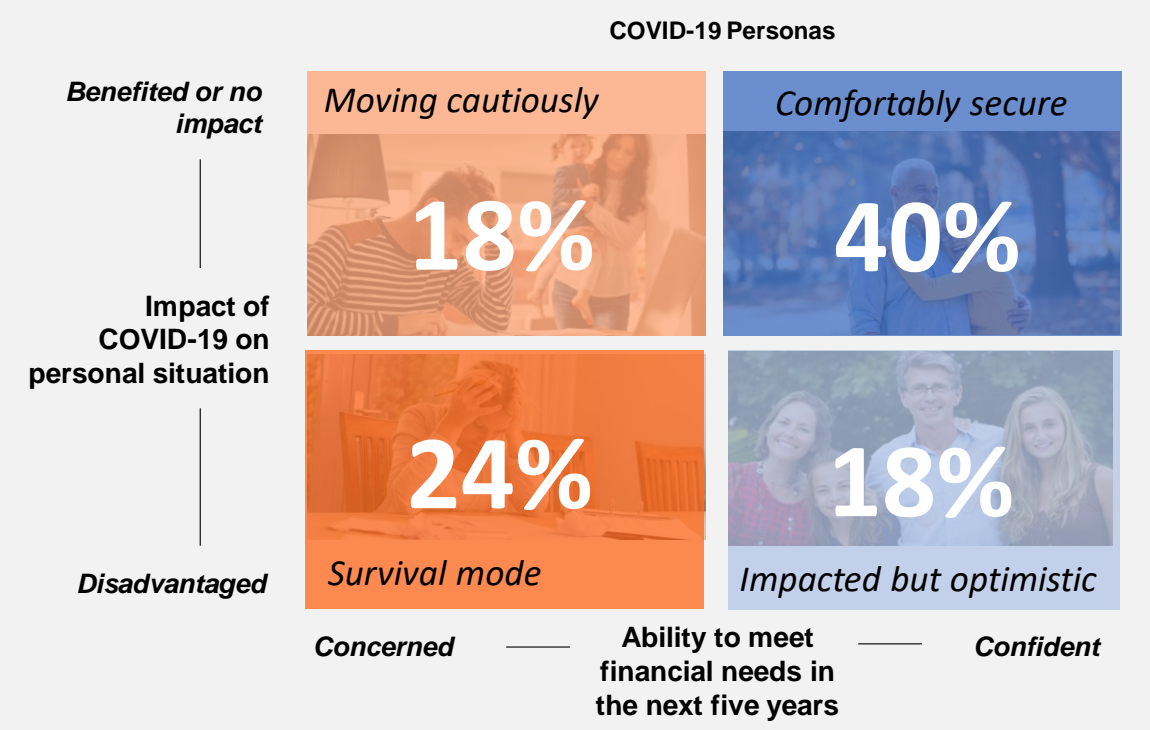 COVID-19 Personas
Benefited or no
impact
Moving cautiously
Comfortably secure
18%
40%
Impact of
COVID-19 on
personal situation
24%
18%
Survival mode
Impacted but optimistic
Disadvantaged
Concerned
Ability to meet
financial needs in
the next five years
Confident